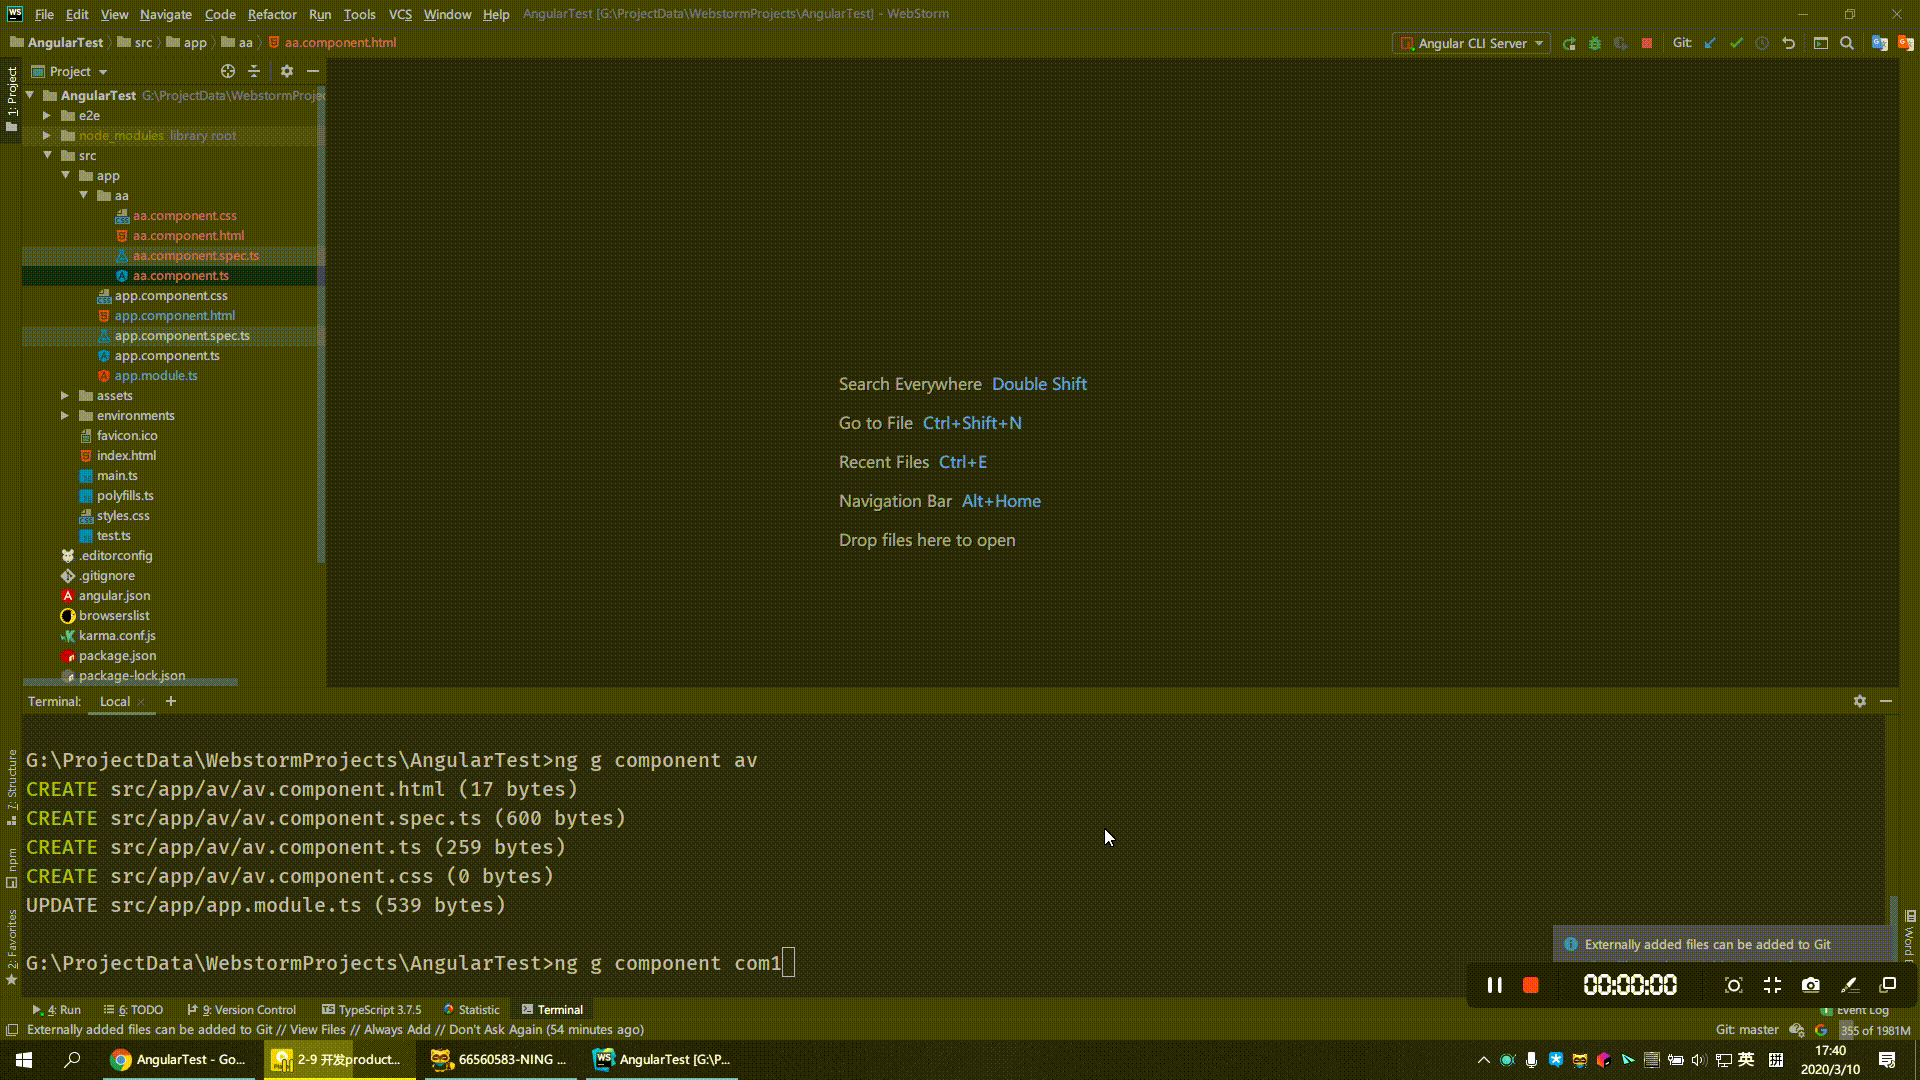 File Edit View Navigate Code Refactor Run Tools VCS Window Help AngularTest [G:\ProjectData\WebstormProjects\AngularTest] - WebStorm
AngularTest src app aa aa.component.html
Angular CLI Server Git:
1: Project
Project
AngularTest G:\ProjectData\WebstormProjec
e2e
node_modules library root
src
app
aa
aa.component.css
aa.component.html
aa.component.spec.ts
aa.component.ts
app.component.css
app.component.html
app.component.spec.ts
app.component.ts
app.module.ts
assets
environments
favicon.ico
index.html
main.ts
polyfills.ts
styles.css
test.ts
.editorconfig
.gitignore
angular.json
browserslist
karma.conf.js
package.json
package-lock.json
Search Everywhere Double Shift
Go to File Ctrl+Shift+N
Recent Files Ctrl+E
Navigation Bar Alt+Home
Drop files here to open
Terminal: Local
7: Structure
npm
2: Favorites
G:\ProjectData\WebstormProjects\AngularTest>ng g component av
CREATE src/app/av/av.component.html (17 bytes)
CREATE src/app/av/av.component.spec.ts (600 bytes)
CREATE src/app/av/av.component.ts (259 bytes)
CREATE src/app/av/av.component.css (0 bytes)
UPDATE src/app/app.module.ts (539 bytes)
G:\ProjectData\WebstormProjects\AngularTest>ng g component com1
Externally added files can be added to Git
00:00:00
4: Run 6: TODO 9: Version Control TypeScript 3.7.5 Statistic Terminal Event Log
Externally added files can be added to Git // View Files // Always Add // Don't Ask Again (54 minutes ago) Git: master 355 of 1981M
AngularTest - Go... 2-9 开发product... 66560583-NING ... AngularTest [G:\P... 英 拼
17:40
2020/3/10